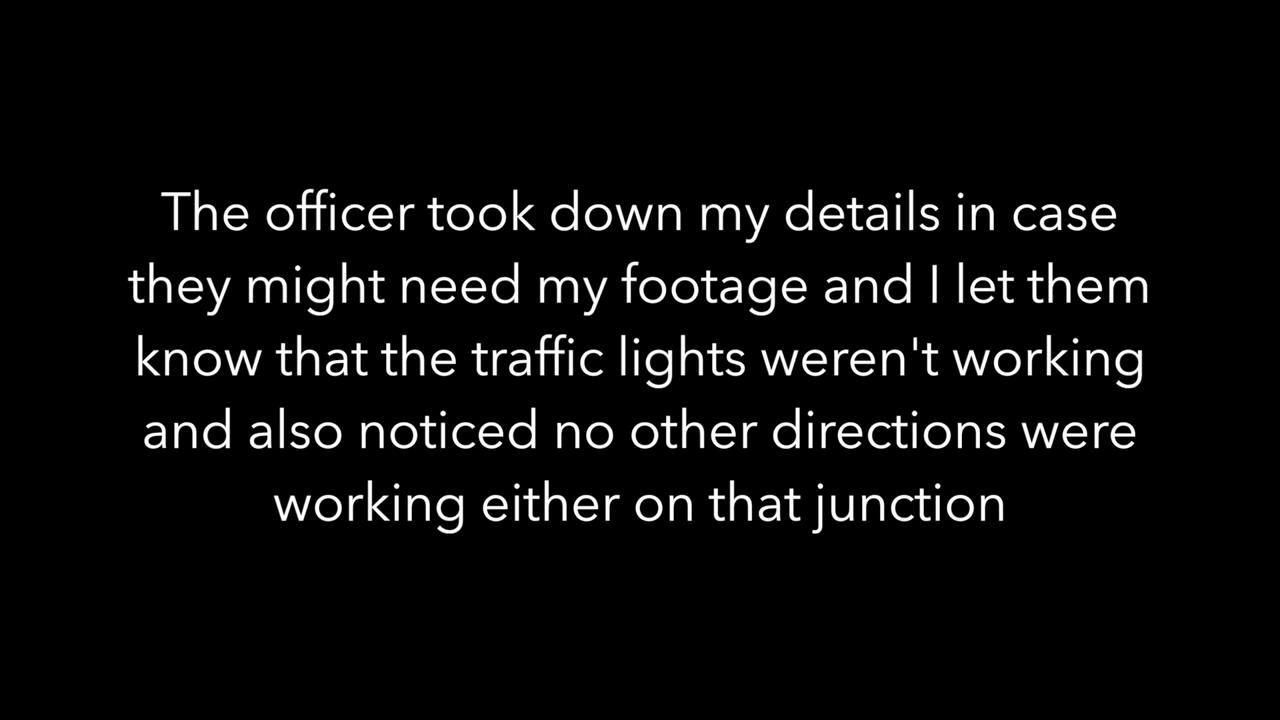 The officer took down my details in case
they might need my footage and I let them
know that the traffic lights weren't working
and also noticed no other directions were
working either on that junction